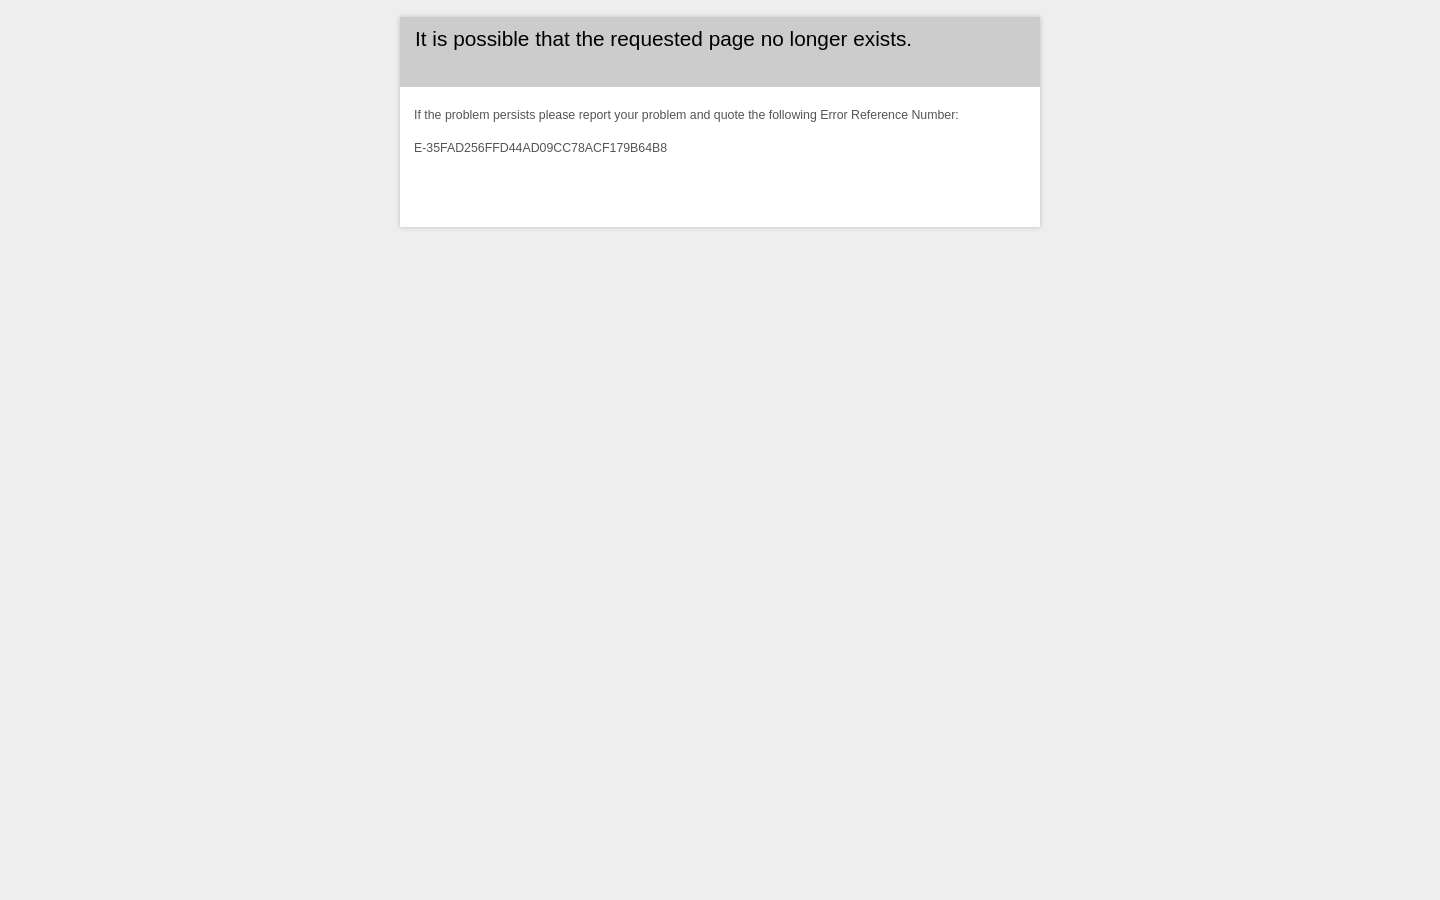 It is possible that the requested page no longer exists.
If the problem persists please report your problem and quote the following Error Reference Number:
E-35FAD256FFD44AD09CC78ACF179B64B8